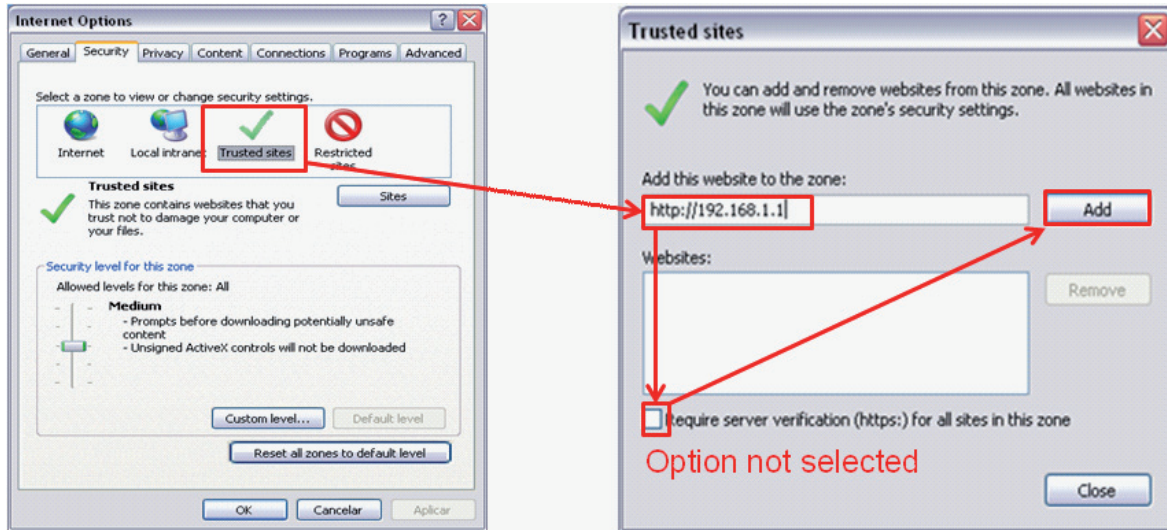 Internet Options
General Security Privacy Content Connections Programs Advanced
Select a zone to view or change security settings.
Internet Local intranet Trusted sites Restricted sites
Trusted sites
This zone contains websites that you
trust not to damage your computer or
your files.
Sites
Security level for this zone
Allowed levels for this zone: All
Medium
- Prompts before downloading potentially unsafe
content
- Unsigned ActiveX controls will not be downloaded
Custom level... Default level
Reset all zones to default level
OK Cancelar Aplicar
Trusted sites
You can add and remove websites from this zone. All websites in
this zone will use the zone's security settings.
Add this website to the zone:
http://192.168.1.1
Add
Websites:
Remove
Require server verification (https:) for all sites in this zone
Option not selected
Close